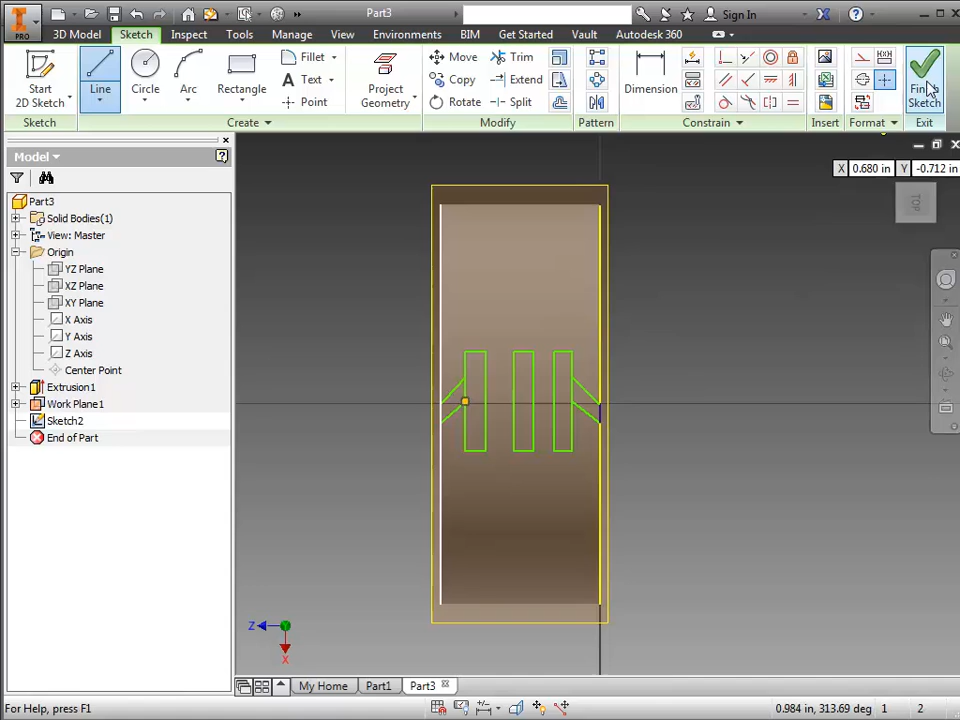 PRO
Part3
Sign In
3D Model
Sketch
Inspect
Tools
Manage
View
Environments
BIM
Get Started
Vault
Autodesk 360
Start
2D Sketch
Line
Circle
Arc
Rectangle
Fillet
Text
Point
Project
Geometry
Move
Copy
Rotate
Trim
Extend
Split
Dimension
Sketch
Create
Modify
Pattern
Constrain
Insert
Format
Sketch
Exit
Model
X 0.680 in Y -0.712 in
TOP
Part3
Solid Bodies(1)
View: Master
Origin
YZ Plane
XZ Plane
XY Plane
X Axis
Y Axis
Z Axis
Center Point
Extrusion1
Work Plane1
Sketch2
End of Part
Z
X
My Home
Part1
Part3
For Help, press F1
0.984 in, 313.69 deg 1 2